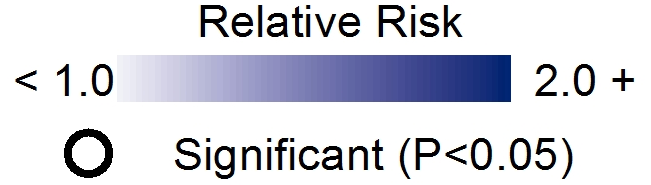 Relative Risk
< 1.0 2.0 +
Significant (P<0.05)